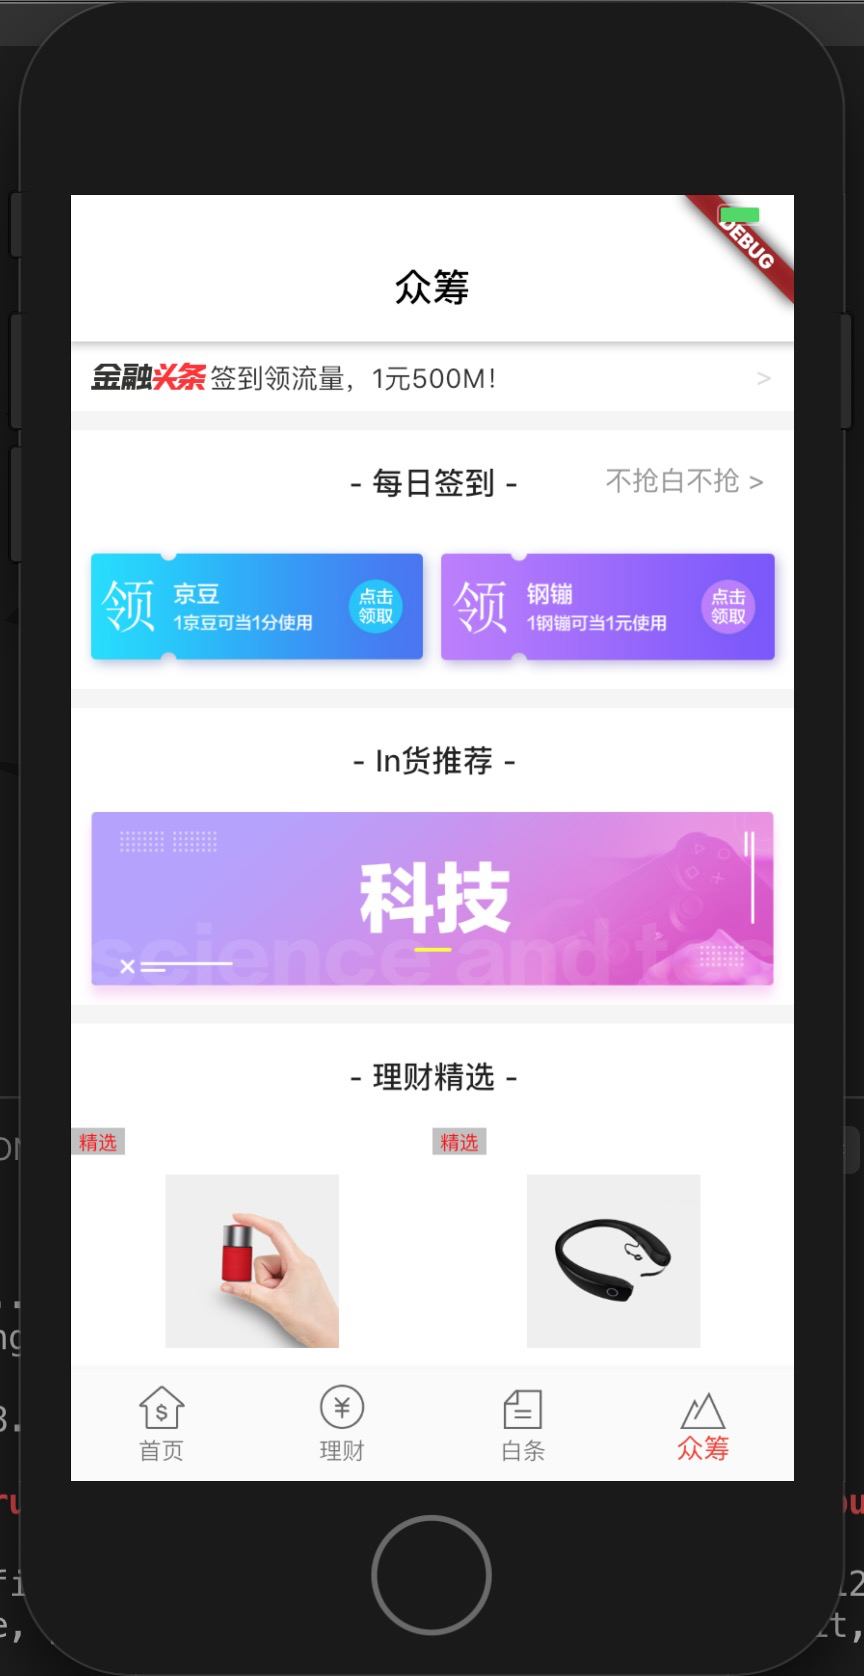 DEBUG
众筹
金融头条 签到领流量，1元500M！ >
- 每日签到 -
不抢白不抢 >
领
京豆
1京豆可当1分使用
点击
领取
领
钢镚
1钢镚可当1元使用
点击
领取
- In货推荐 -
科技
science and t
- 理财精选 -
精选
精选
首页
理财
白条
众筹